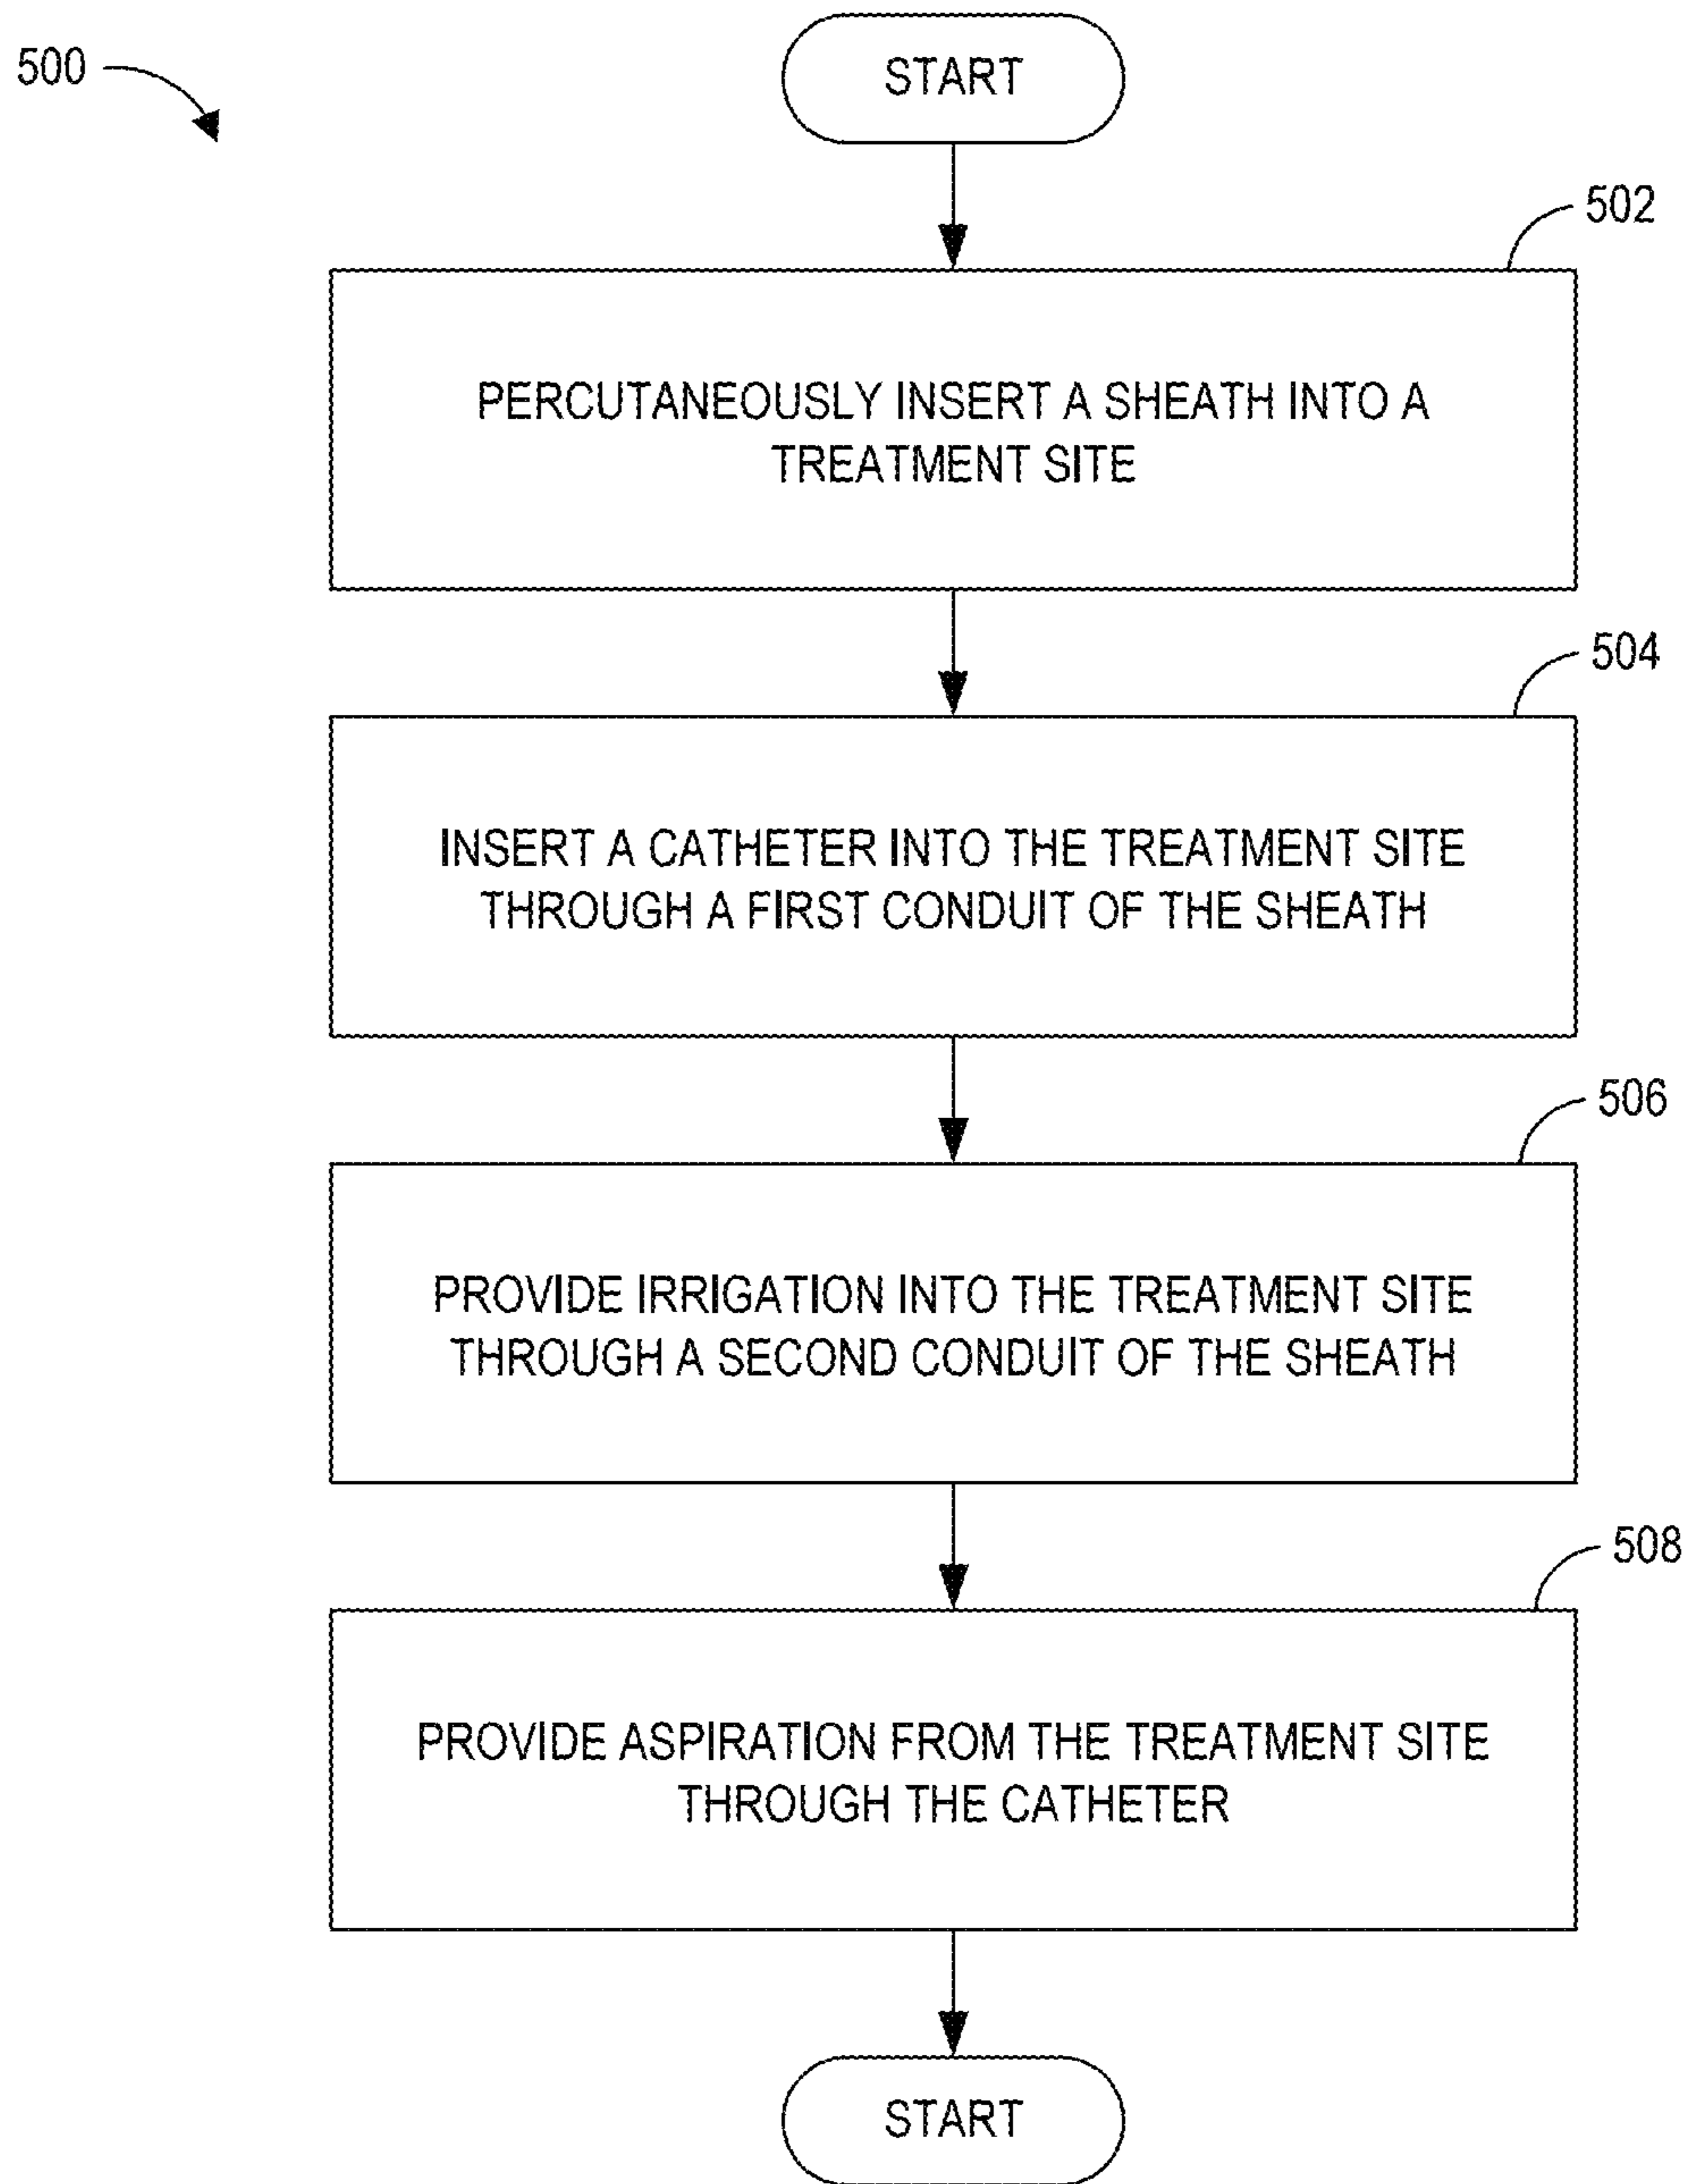 500
START
502
PERCUTANEOUSLY INSERT A SHEATH INTO A
TREATMENT SITE
504
INSERT A CATHETER INTO THE TREATMENT SITE
THROUGH A FIRST CONDUIT OF THE SHEATH
506
PROVIDE IRRIGATION INTO THE TREATMENT SITE
THROUGH A SECOND CONDUIT OF THE SHEATH
508
PROVIDE ASPIRATION FROM THE TREATMENT SITE
THROUGH THE CATHETER
START